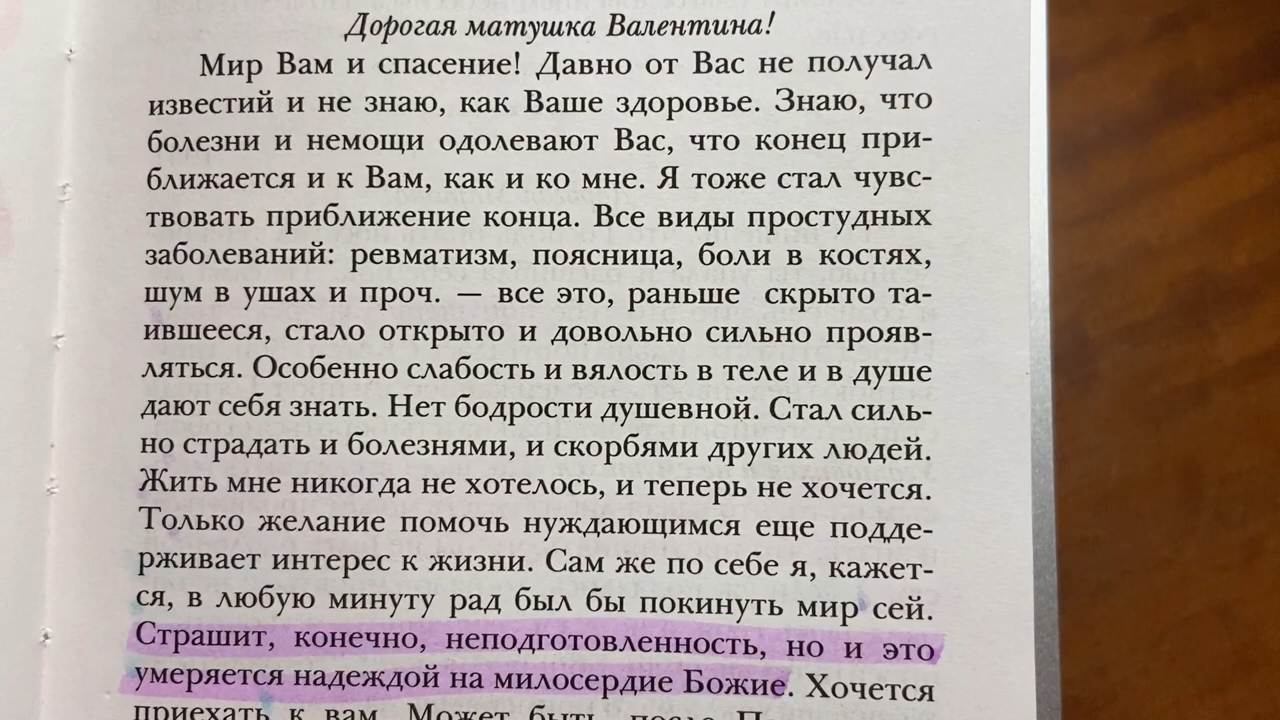 Дорогая матушка Валентина!
Мир Вам и спасение! Давно от Вас не получал
известий и не знаю, как Ваше здоровье. Знаю, что
болезни и немощи одолевают Вас, что конец при-
ближается и к Вам, как и ко мне. Я тоже стал чувс-
твовать приближение конца. Все виды простудных
заболеваний: ревматизм, поясница, боли в костях,
шум в ушах и проч. — все это, раньше скрыто та-
ившееся, стало открыто и довольно сильно прояв-
ляться. Особенно слабость и вялость в теле и в душе
дают себя знать. Нет бодрости душевной. Стал силь-
но страдать и болезнями, и скорбями других людей.
Жить мне никогда не хотелось, и теперь не хочется.
Только желание помочь нуждающимся еще подде-
рживает интерес к жизни. Сам же по себе я, кажет-
ся, в любую минуту рад был бы покинуть мир сей.
Страшит, конечно, неподготовленность, но и это
умеряется надеждой на милосердие Божие. Хочется
приехать к вам. Может быть, после